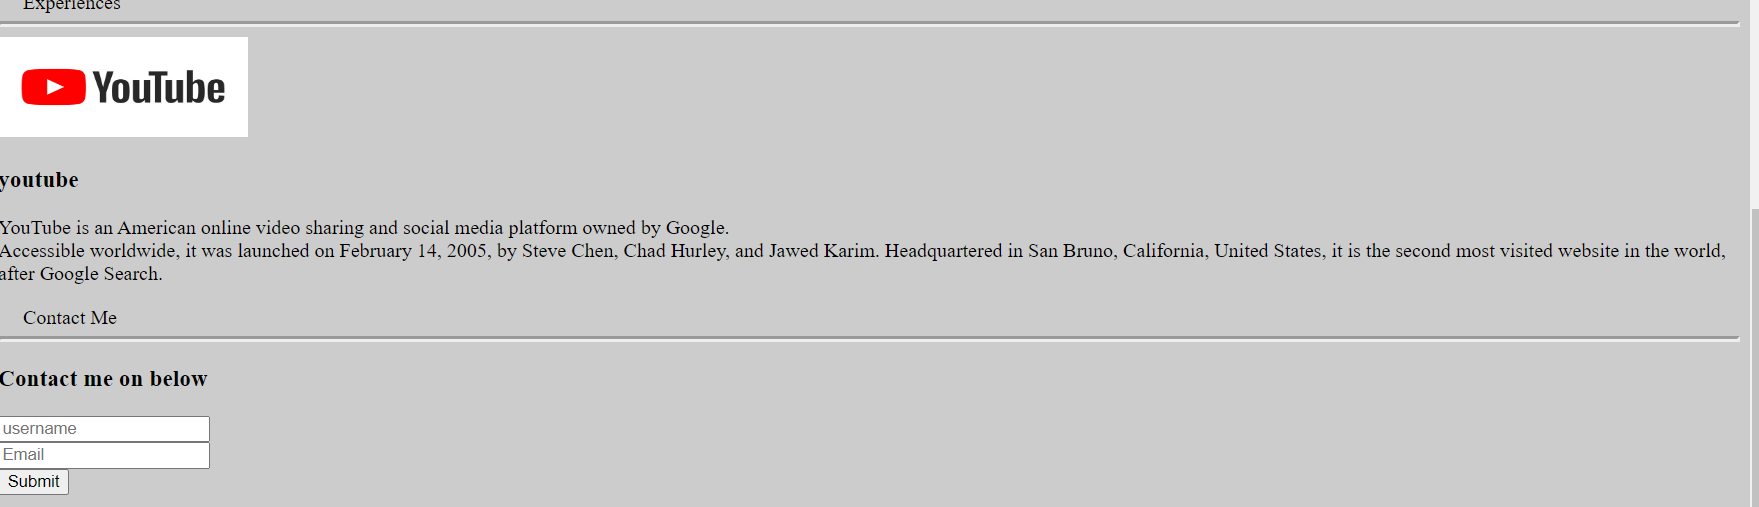 Experiences
YouTube
youtube
YouTube is an American online video sharing and social media platform owned by Google.
Accessible worldwide, it was launched on February 14, 2005, by Steve Chen, Chad Hurley, and Jawed Karim. Headquartered in San Bruno, California, United States, it is the second most visited website in the world,
after Google Search.
Contact Me
Contact me on below
username
Email
Submit